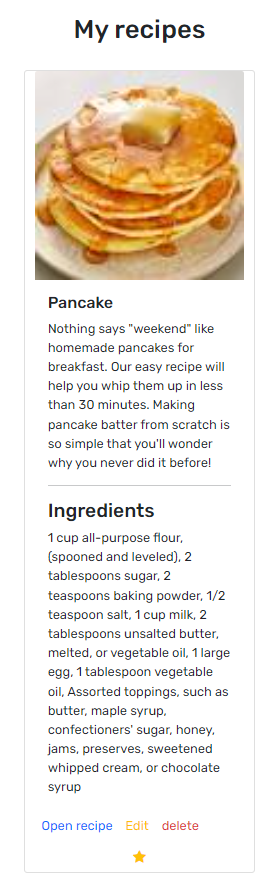 My recipes
Pancake
Nothing says "weekend" like
homemade pancakes for
breakfast. Our easy recipe will
help you whip them up in less
than 30 minutes. Making
pancake batter from scratch is
so simple that you'll wonder
why you never did it before!
Ingredients
1 cup all-purpose flour,
(spooned and leveled), 2
tablespoons sugar, 2
teaspoons baking powder, 1/2
teaspoon salt, 1 cup milk, 2
tablespoons unsalted butter,
melted, or vegetable oil, 1 large
egg, 1 tablespoon vegetable
oil, Assorted toppings, such as
butter, maple syrup,
confectioners' sugar, honey,
jams, preserves, sweetened
whipped cream, or chocolate
syrup
Open recipe Edit delete